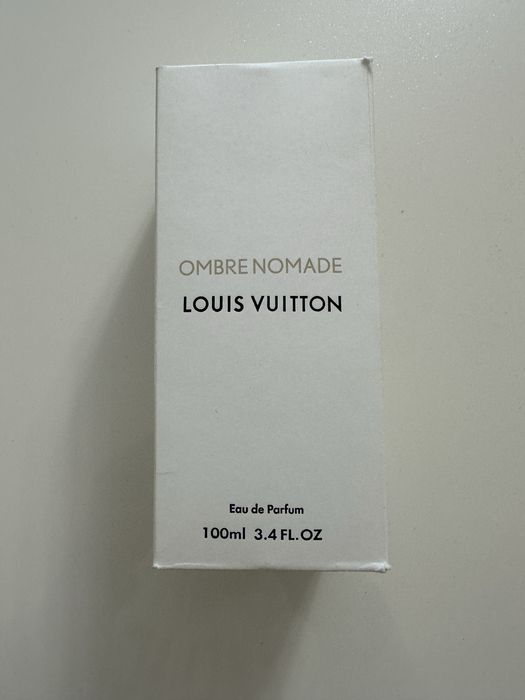 OMBRE NOMADE
LOUIS VUITTON
Eau de Parfum
100ml 3.4 FL.OZ